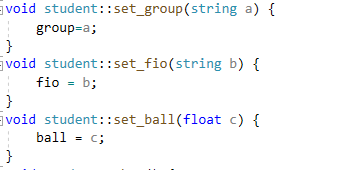 void student::set_group(string a) {
group=a;
}
void student::set_fio(string b) {
fio = b;
}
void student::set_ball(float c) {
ball = c;
}